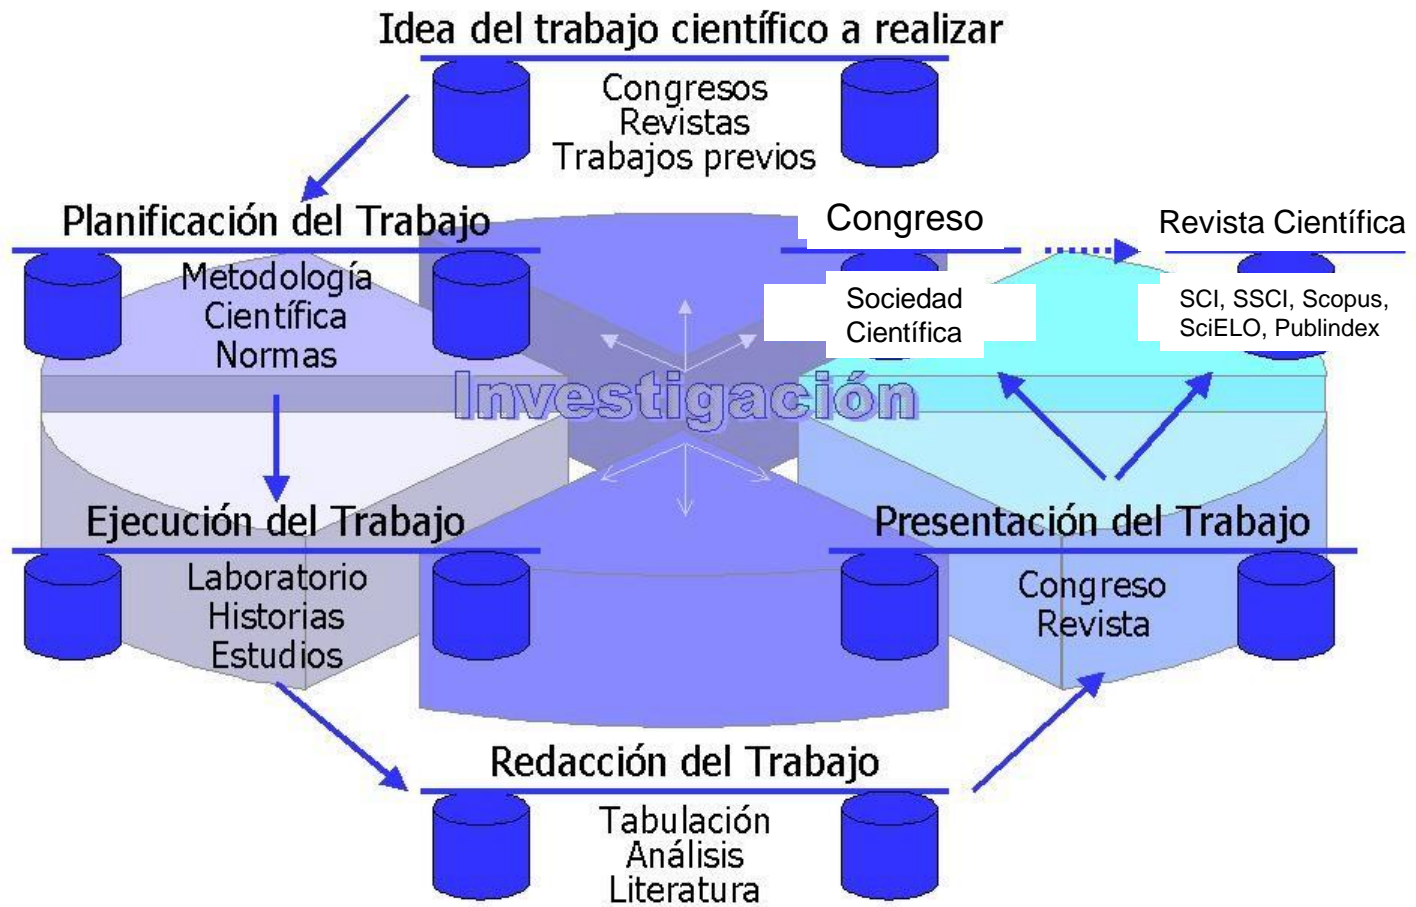 Idea del trabajo científico a realizar
Congresos
Revistas
Trabajos previos
Planificación del Trabajo
Metodología
Científica
Normas
Congreso
Sociedad
Científica
Revista Científica
SCI, SSCI, Scopus,
SciELO, Publindex
Investigación
Ejecución del Trabajo
Laboratorio
Historias
Estudios
Presentación del Trabajo
Congreso
Revista
Redacción del Trabajo
Tabulación
Análisis
Literatura